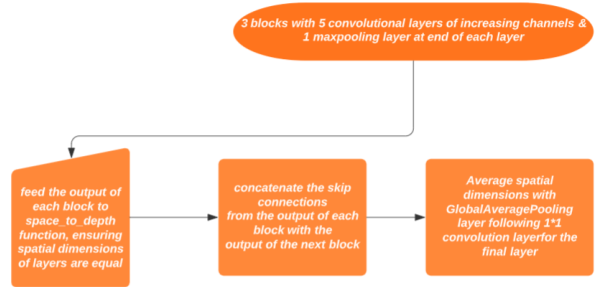 3 blocks with 5 convolutional layers of increasing channels &
1 maxpooling layer at end of each layer
feed the output of
each block to
space_to_depth
function, ensuring
spatial dimensions
of layers are equal
concatenate the skip
connections
from the output of each
block with the
output of the next block
Average spatial
dimensions with
GlobalAveragePooling
layer following 1*1
convolution layerfor the
final layer